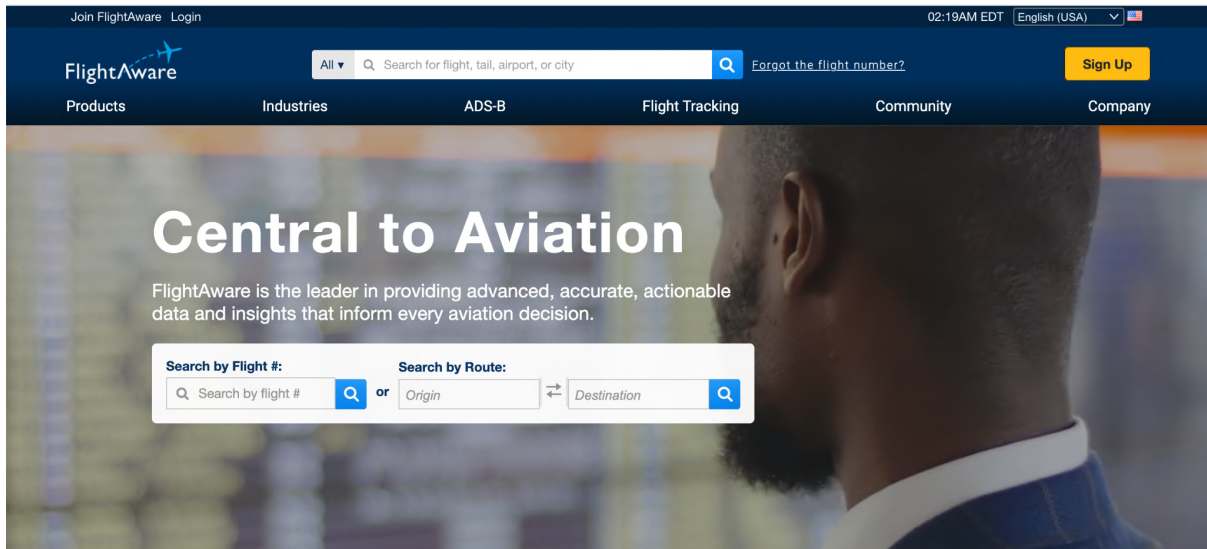 Join FlightAware Login 02:19AM EDT English (USA)
FlightAware All ▾ Search for flight, tail, airport, or city Forgot the flight number? Sign Up
Products Industries ADS-B Flight Tracking Community Company
Central to Aviation
FlightAware is the leader in providing advanced, accurate, actionable
data and insights that inform every aviation decision.
Search by Flight #: Search by Route:
Search by flight # or Origin Destination